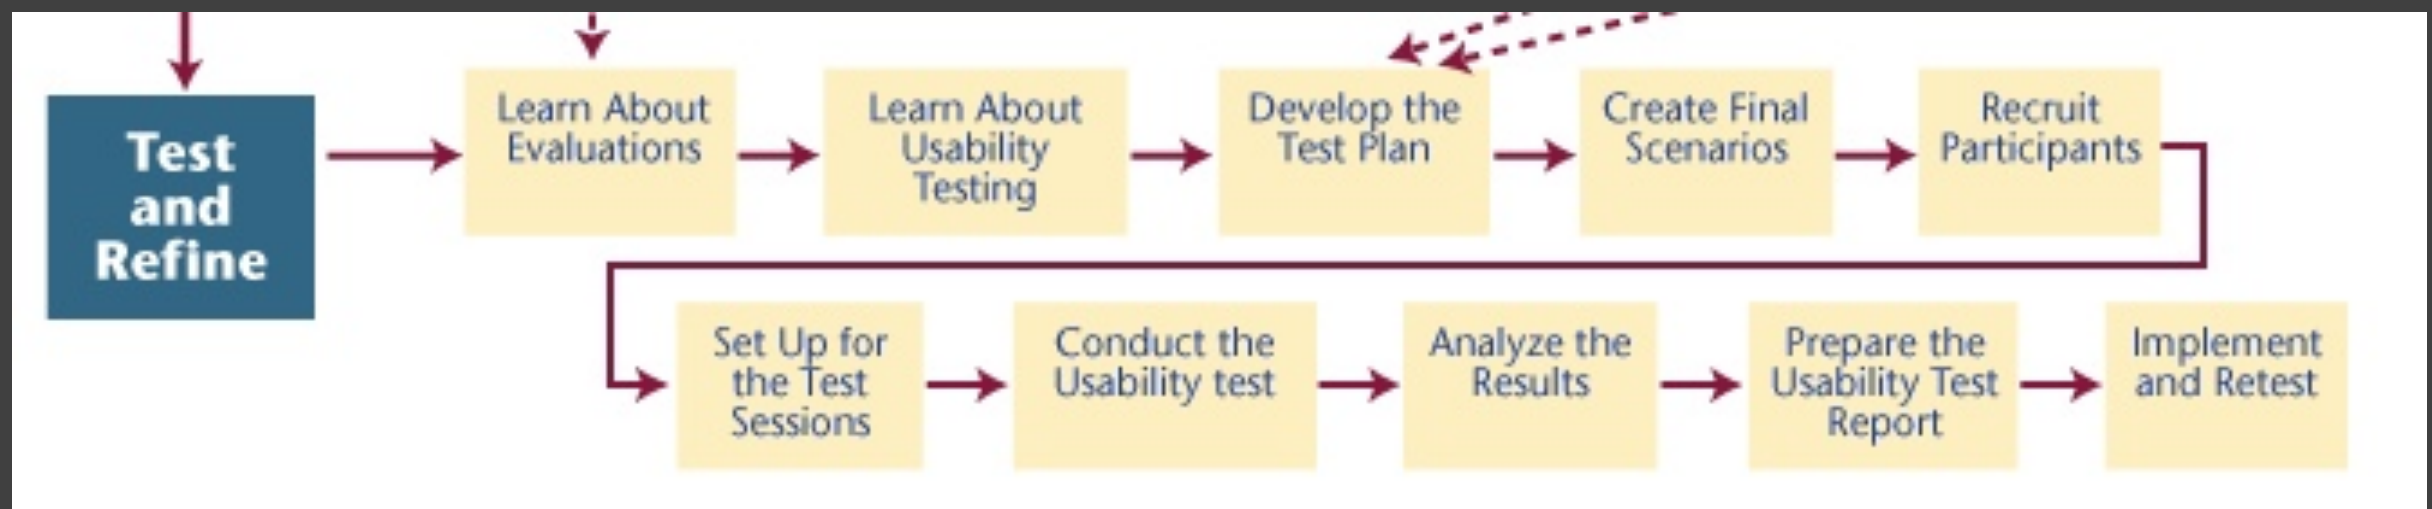 Test
and
Refine
Learn About
Evaluations
Learn About
Usability
Testing
Develop the
Test Plan
Create Final
Scenarios
Recruit
Participants
Set Up for
the Test
Sessions
Conduct the
Usability test
Analyze the
Results
Prepare the
Usability Test
Report
Implement
and Retest